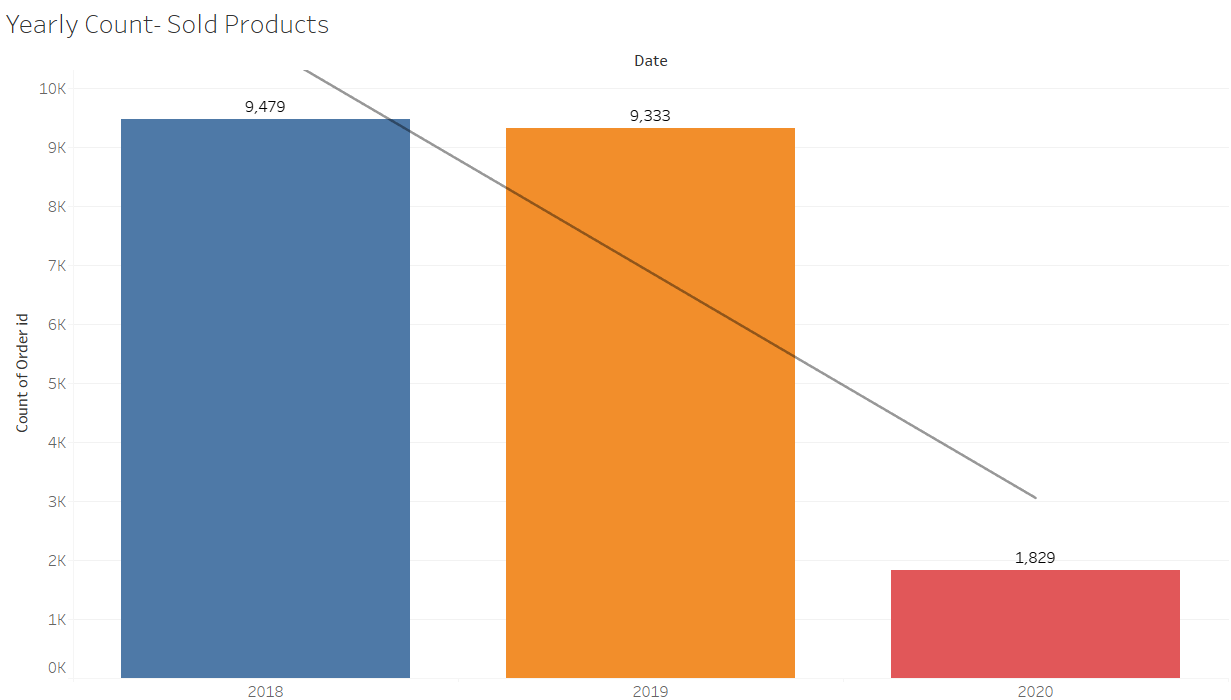 Yearly Count- Sold Products
Date
10K
9K
8K
7K
6K
5K
4K
3K
2K
1K
0K
Count of Order id
9,479
9,333
1,829
2018
2019
2020